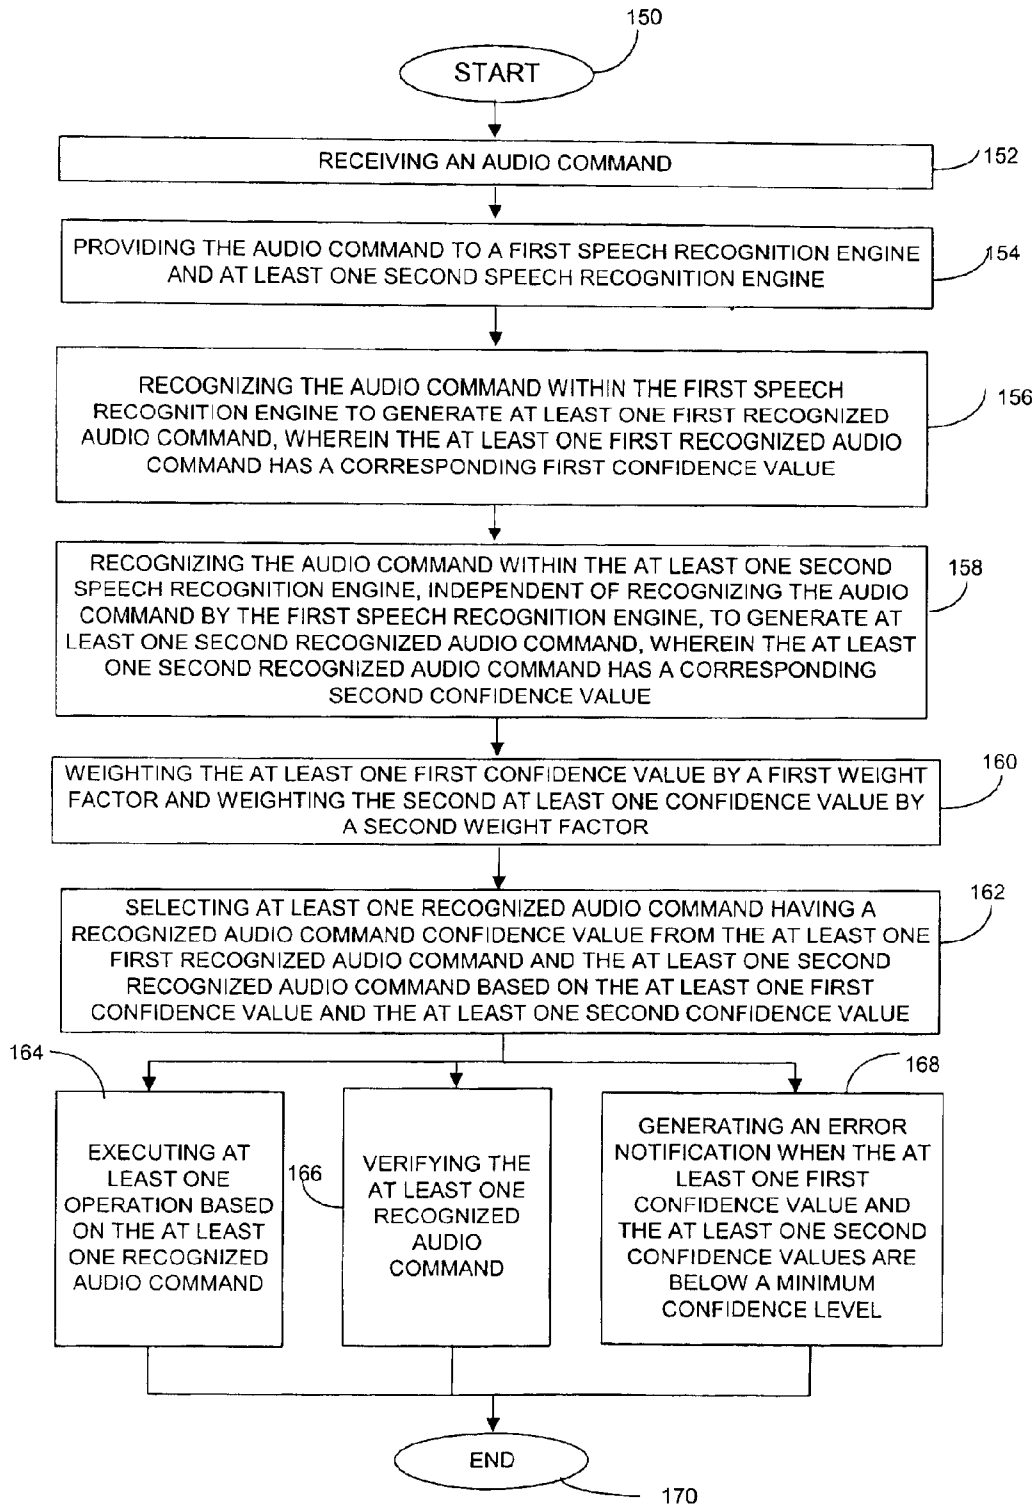 150
START
RECEIVING AN AUDIO COMMAND
152
PROVIDING THE AUDIO COMMAND TO A FIRST SPEECH RECOGNITION ENGINE
AND AT LEAST ONE SECOND SPEECH RECOGNITION ENGINE
154
RECOGNIZING THE AUDIO COMMAND WITHIN THE FIRST SPEECH
RECOGNITION ENGINE TO GENERATE AT LEAST ONE FIRST RECOGNIZED
AUDIO COMMAND, WHEREIN THE AT LEAST ONE FIRST RECOGNIZED AUDIO
COMMAND HAS A CORRESPONDING FIRST CONFIDENCE VALUE
156
RECOGNIZING THE AUDIO COMMAND WITHIN THE AT LEAST ONE SECOND
SPEECH RECOGNITION ENGINE, INDEPENDENT OF RECOGNIZING THE AUDIO
COMMAND BY THE FIRST SPEECH RECOGNITION ENGINE, TO GENERATE AT
LEAST ONE SECOND RECOGNIZED AUDIO COMMAND, WHEREIN THE AT LEAST
ONE SECOND RECOGNIZED AUDIO COMMAND HAS A CORRESPONDING
SECOND CONFIDENCE VALUE
158
WEIGHTING THE AT LEAST ONE FIRST CONFIDENCE VALUE BY A FIRST WEIGHT
FACTOR AND WEIGHTING THE SECOND AT LEAST ONE CONFIDENCE VALUE BY
A SECOND WEIGHT FACTOR
160
SELECTING AT LEAST ONE RECOGNIZED AUDIO COMMAND HAVING A
RECOGNIZED AUDIO COMMAND CONFIDENCE VALUE FROM THE AT LEAST ONE
FIRST RECOGNIZED AUDIO COMMAND AND THE AT LEAST ONE SECOND
RECOGNIZED AUDIO COMMAND BASED ON THE AT LEAST ONE FIRST
CONFIDENCE VALUE AND THE AT LEAST ONE SECOND CONFIDENCE VALUE
162
164
EXECUTING AT
LEAST ONE
OPERATION BASED
ON THE AT LEAST
ONE RECOGNIZED
AUDIO COMMAND
166
VERIFYING THE
AT LEAST ONE
RECOGNIZED
AUDIO
COMMAND
168
GENERATING AN ERROR
NOTIFICATION WHEN THE AT
LEAST ONE FIRST
CONFIDENCE VALUE AND
THE AT LEAST ONE SECOND
CONFIDENCE VALUES ARE
BELOW A MINIMUM
CONFIDENCE LEVEL
END
170